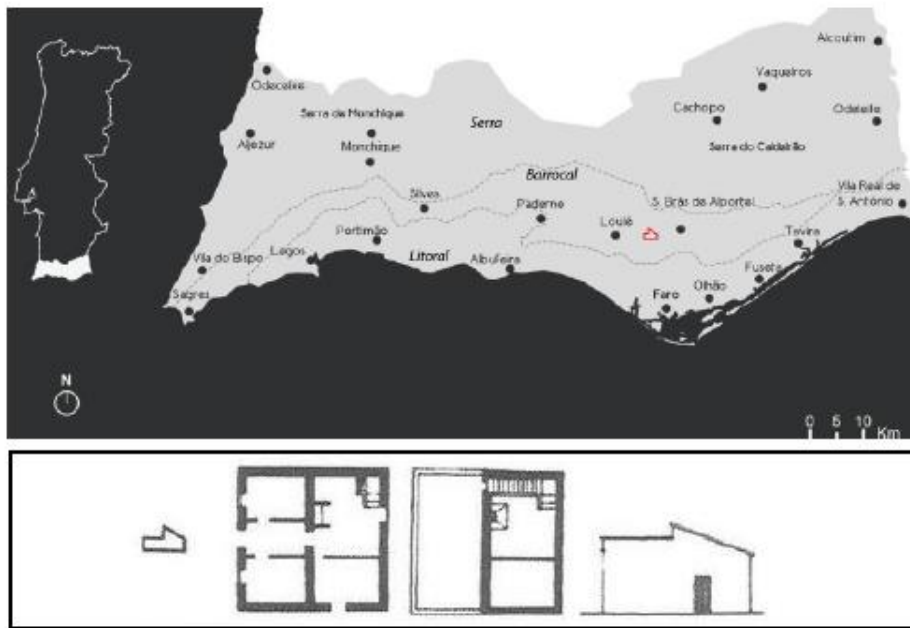 Alcoutim
Vaqueiros
Odeceixe
Serra de Monchique
Serra
Cachopo
Odeleite
Aljezur
Monchique
Serra do Caldeirão
Barrocal
Silves
Vila Real de
S. António
Paderne
S. Brás de Alportel
Portimão
Loulé
Tavira
Lagos
Litoral
Albufeira
Vila do Bispo
Fuseta
Olhão
Sagres
Faro
N
0 5 10
Km